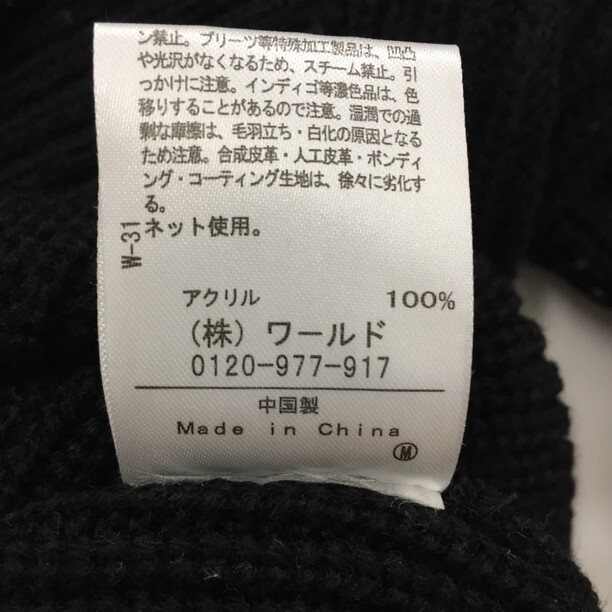 ン禁止。プリーツ等特殊加工製品は、凹凸
や光沢がなくなるため、スチーム禁止。引
っかけに注意。インディゴ等濃色品は、色
移りすることがあるので注意。湿潤での過
剰な摩擦は、毛羽立ち・白化の原因となる
ため注意。合成皮革・人工皮革・ボンディ
ング・コーティング生地は、徐々に劣化す
る。
ネット使用。
W-31
アクリル 100%
(株) ワールド
0120-977-917
中国製
Made in China
M